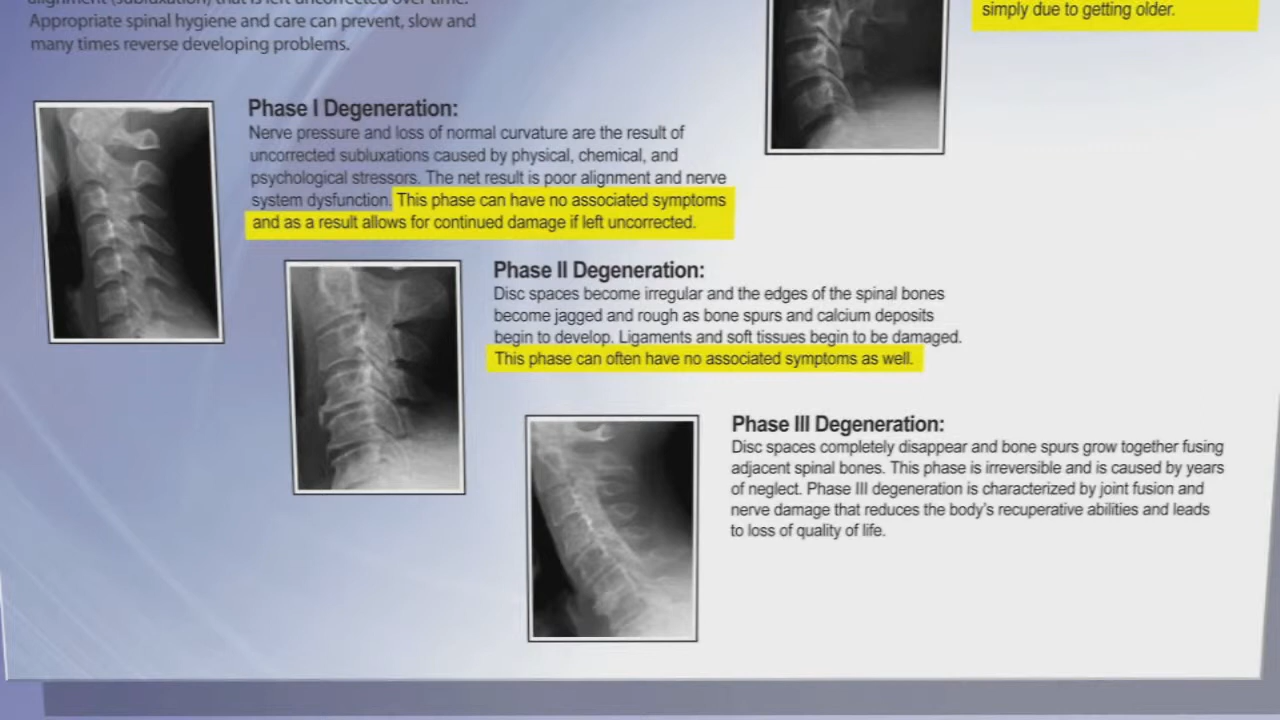 alignment (subluxation) that is left uncorrected over time.
Appropriate spinal hygiene and care can prevent, slow and
many times reverse developing problems.
simply due to getting older.
Phase I Degeneration:
Nerve pressure and loss of normal curvature are the result of
uncorrected subluxations caused by physical, chemical, and
psychological stressors. The net result is poor alignment and nerve
system dysfunction. This phase can have no associated symptoms
and as a result allows for continued damage if left uncorrected.
Phase II Degeneration:
Disc spaces become irregular and the edges of the spinal bones
become jagged and rough as bone spurs and calcium deposits
begin to develop. Ligaments and soft tissues begin to be damaged.
This phase can often have no associated symptoms as well.
Phase III Degeneration:
Disc spaces completely disappear and bone spurs grow together fusing
adjacent spinal bones. This phase is irreversible and is caused by years
of neglect. Phase III degeneration is characterized by joint fusion and
nerve damage that reduces the body's recuperative abilities and leads
to loss of quality of life.